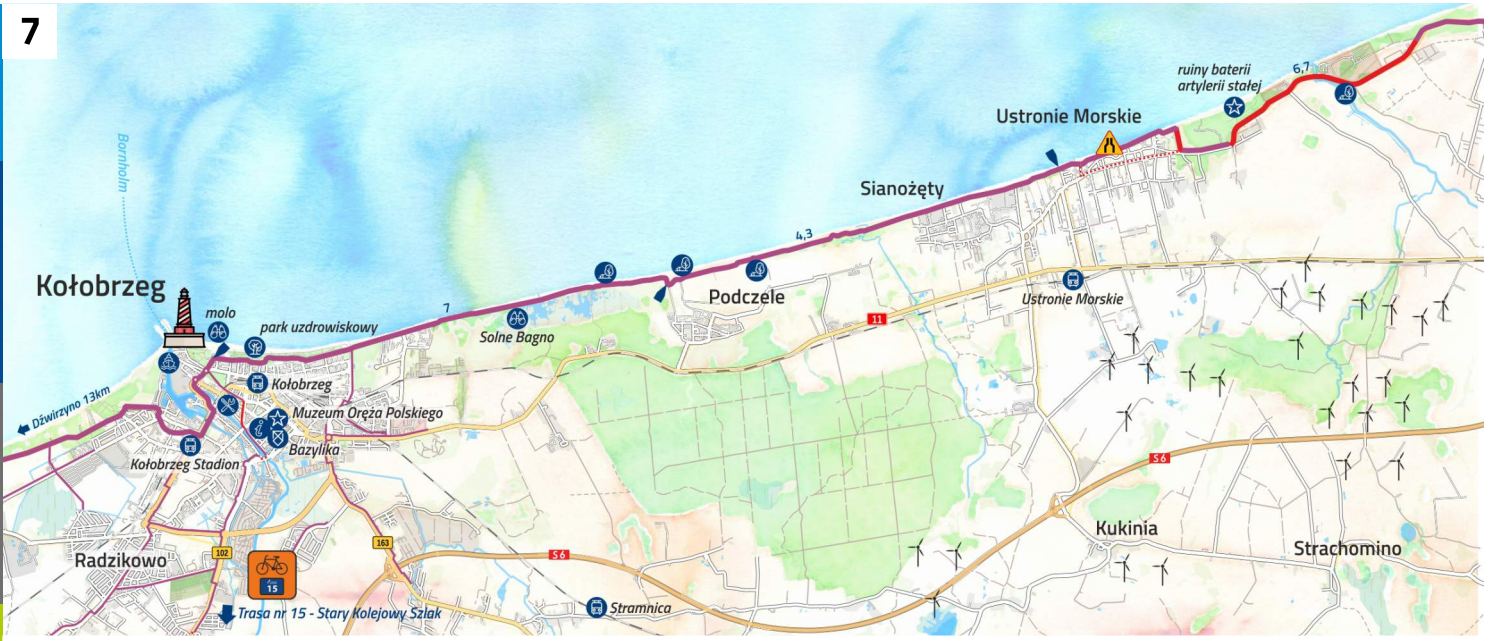 7
ruiny baterii
artylerii stałej
6,7
Ustronie Morskie
Bornholm
Sianożęty
4,3
Kołobrzeg
molo
park uzdrowiskowy
7
Podczele
Solne Bagno
Ustronie Morskie
11
Dźwirzyno 13km
Kołobrzeg
Muzeum Oręża Polskiego
Bazylika
Kołobrzeg Stadion
S6
Kukinia
Strachomino
Radzikowo
102
163
S6
15
Trasa nr 15 - Stary Kolejowy Szlak
Stramnica